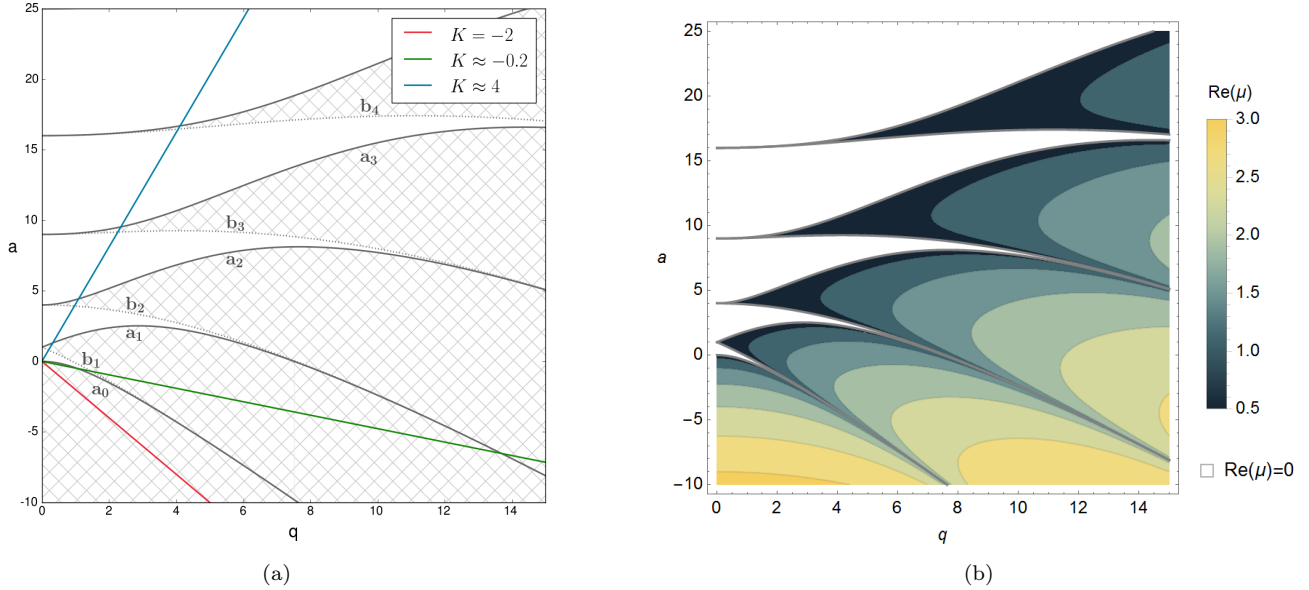 25
20
15
10
5
0
-5
-10
a
0
2
4
6
8
10
12
14
q
K = −2
K ≈ −0.2
K ≈ 4
b₄
a₃
b₃
a₂
b₂
a₁
b₁
a₀
(a)
25
20
15
10
5
0
−5
−10
a
0
2
4
6
8
10
12
14
q
Re(μ)
3.0
2.5
2.0
1.5
1.0
0.5
Re(μ)=0
(b)